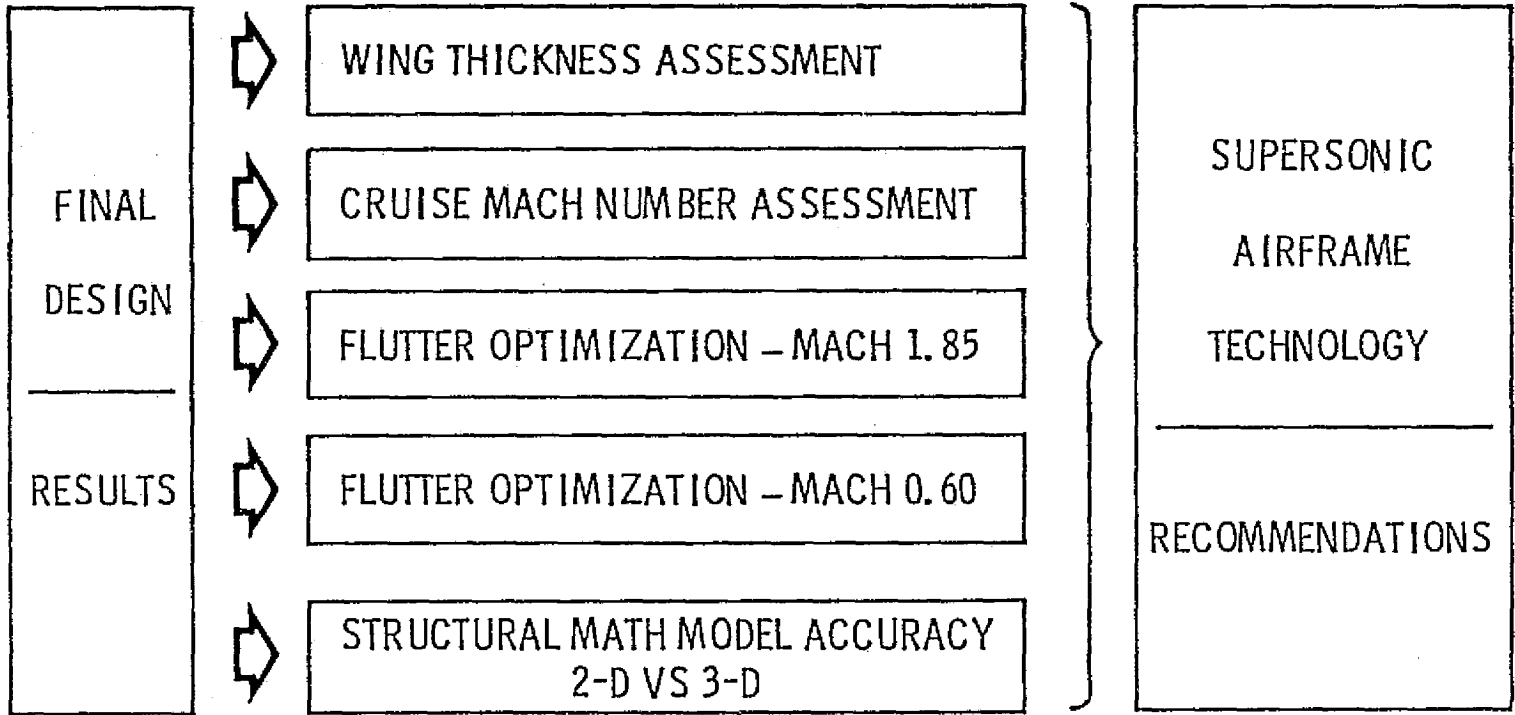 FINAL
DESIGN
RESULTS
WING THICKNESS ASSESSMENT
CRUISE MACH NUMBER ASSESSMENT
FLUTTER OPTIMIZATION – MACH 1.85
FLUTTER OPTIMIZATION – MACH 0.60
STRUCTURAL MATH MODEL ACCURACY
2-D VS 3-D
SUPERSONIC
AIRFRAME
TECHNOLOGY
RECOMMENDATIONS